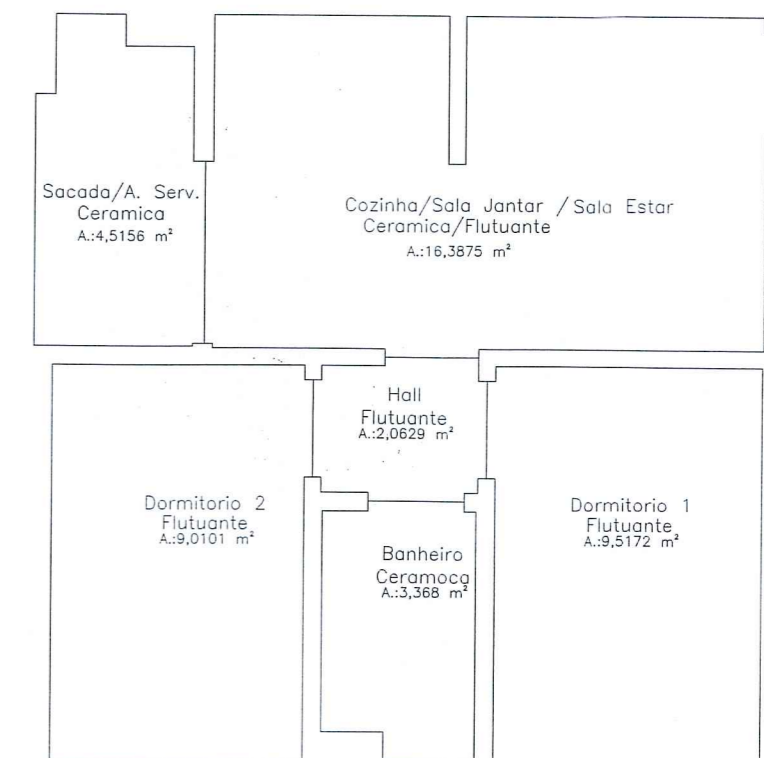 Sacada/A. Serv.
Ceramica
A.:4,5156 m²
Cozinha/Sala Jantar / Sala Estar
Ceramica/Flutuante
A.:16,3875 m²
Hall
Flutuante
A.:2,0629 m²
Dormitorio 2
Flutuante
A.:9,0101 m²
Banheiro
Ceramoca
A.:3,368 m²
Dormitorio 1
Flutuante
A.:9,5172 m²